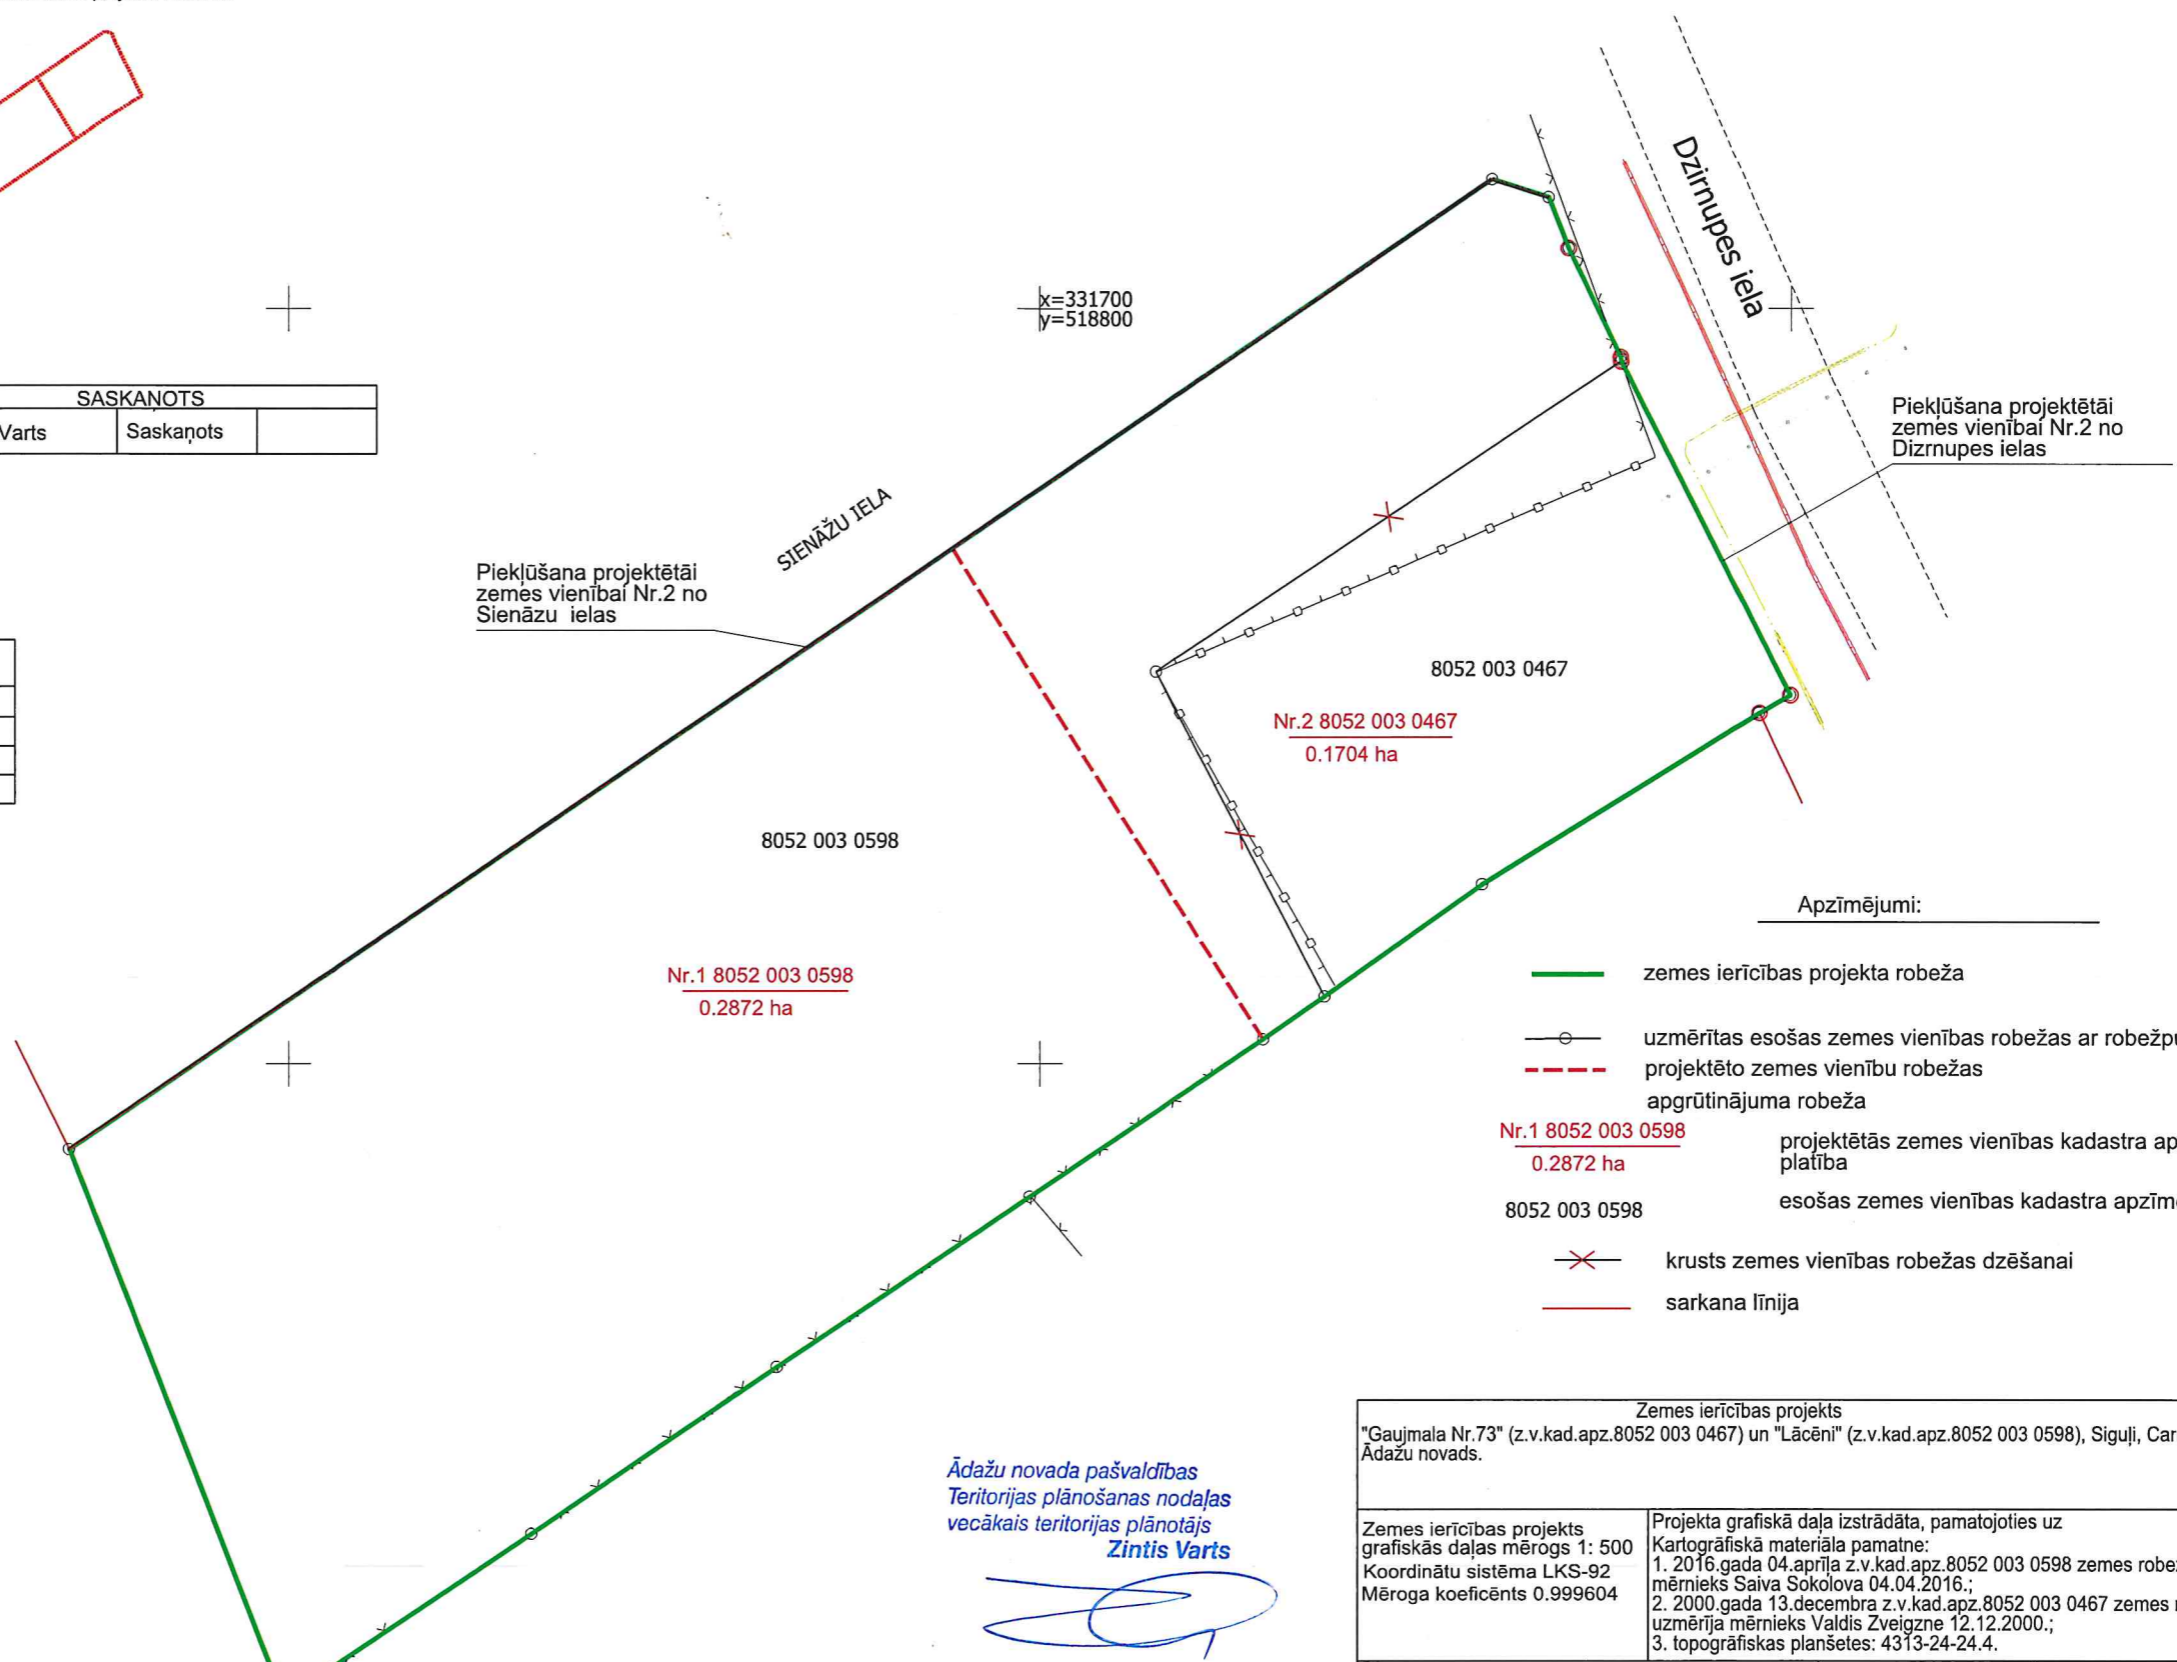 x=331700
y=518800
Dzirnupes iela
SASKAŅOTS
Varts
Saskaņots
Piekļūšana projektētāi
zemes vienībai Nr.2 no
Dizrnupes ielas
SIENĀŽU IELA
Piekļūšana projektētāi
zemes vienībai Nr.2 no
Sienāzu ielas
8052 003 0467
Nr.2 8052 003 0467
0.1704 ha
8052 003 0598
Nr.1 8052 003 0598
0.2872 ha
Apzīmējumi:
zemes ierīcības projekta robeža
uzmērītas esošas zemes vienības robežas ar robežpu
projektēto zemes vienību robežas
apgrūtinājuma robeža
Nr.1 8052 003 0598
0.2872 ha
projektētās zemes vienības kadastra ap
platība
8052 003 0598
esošas zemes vienības kadastra apzīm
krusts zemes vienības robežas dzēšanai
sarkana līnija
Ādažu novada pašvaldības
Teritorijas plānošanas nodaļas
vecākais teritorijas plānotājs
Zintis Varts
Zemes ierīcības projekts
"Gaujmala Nr.73" (z.v.kad.apz.8052 003 0467) un "Lācēni" (z.v.kad.apz.8052 003 0598), Siguļi, Car
Ādažu novads.
Zemes ierīcības projekts
grafiskās daļas mērogs 1: 500
Koordinātu sistēma LKS-92
Mēroga koeficēnts 0.999604
Projekta grafiskā daļa izstrādāta, pamatojoties uz
Kartogrāfiskā materiāla pamatne:
1. 2016.gada 04.aprīļa z.v.kad.apz.8052 003 0598 zemes robe
mērnieks Saiva Sokolova 04.04.2016.;
2. 2000.gada 13.decembra z.v.kad.apz.8052 003 0467 zemes
uzmērīja mērnieks Valdis Zveigzne 12.12.2000.;
3. topogrāfiskas planšetes: 4313-24-24.4.